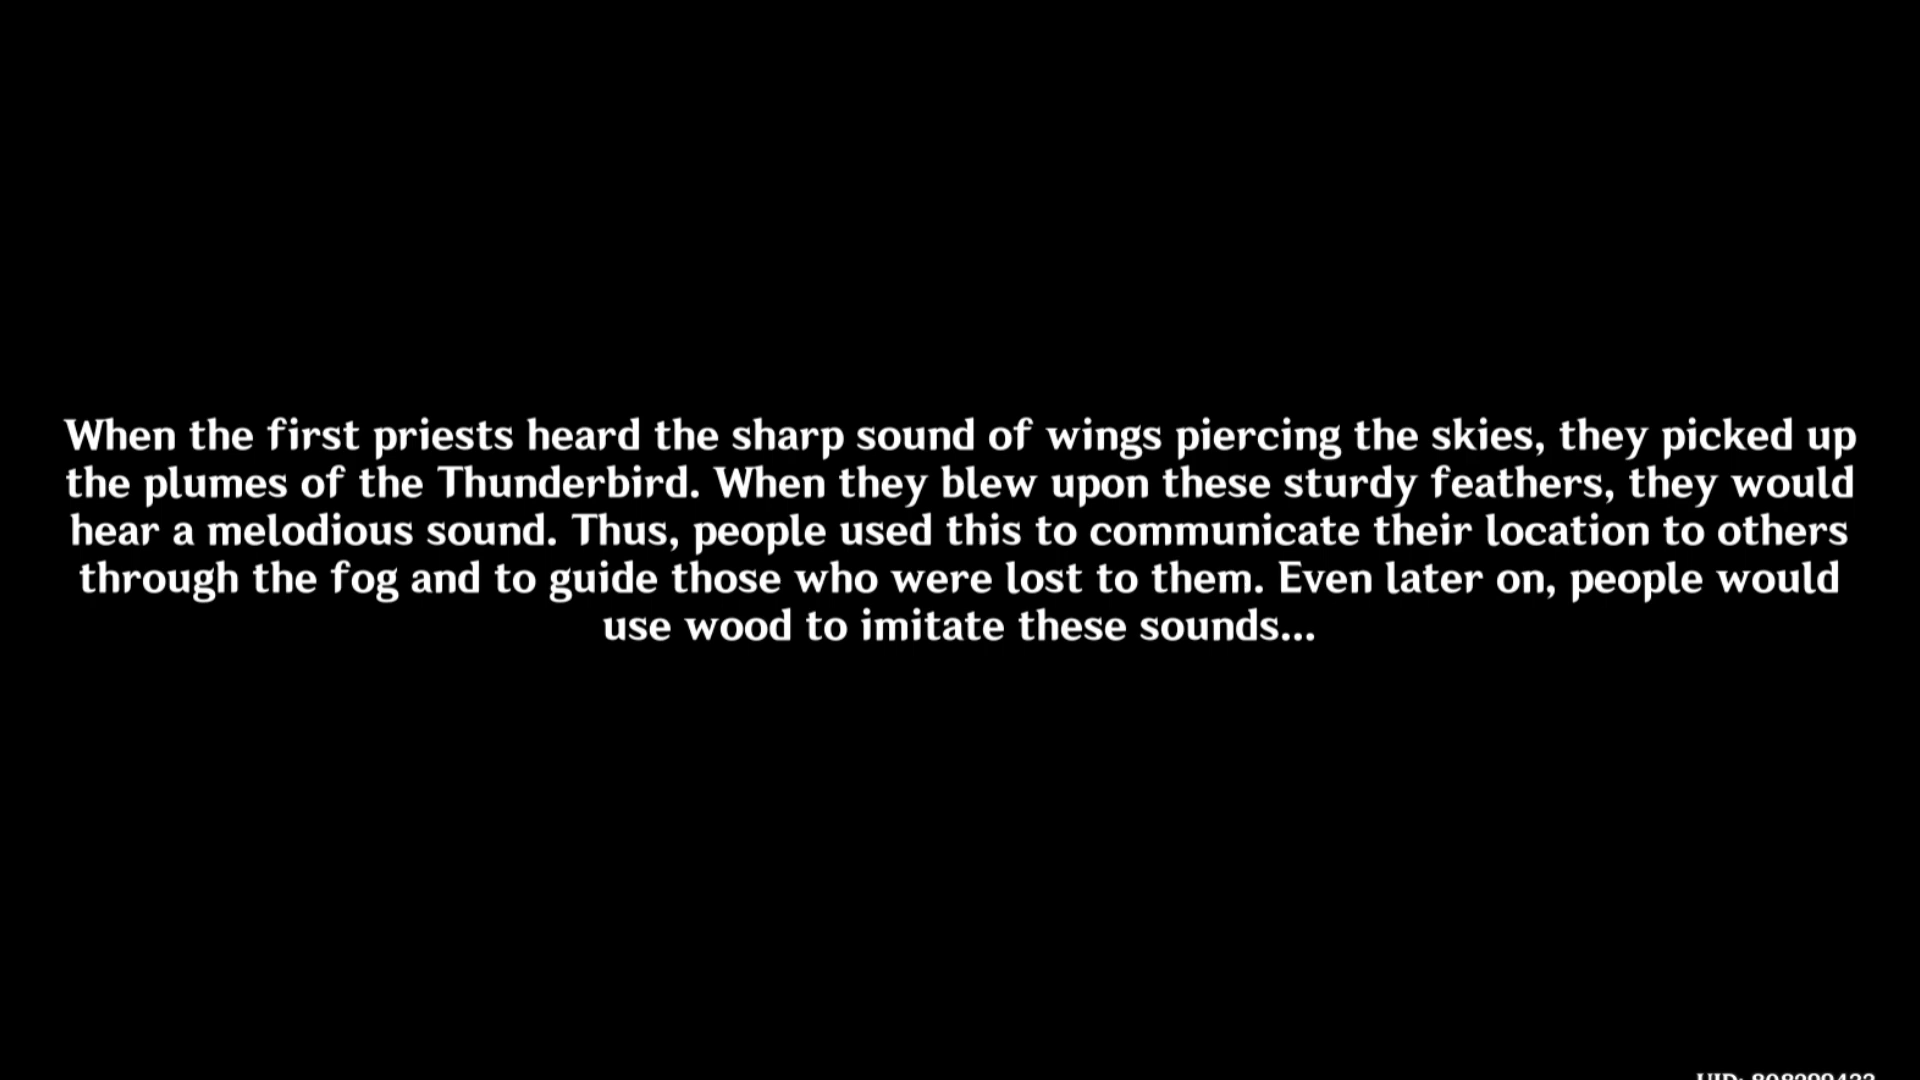 When the first priests heard the sharp sound of wings piercing the skies, they picked up
the plumes of the Thunderbird. When they blew upon these sturdy feathers, they would
hear a melodious sound. Thus, people used this to communicate their location to others
through the fog and to guide those who were lost to them. Even later on, people would
use wood to imitate these sounds...
UID: